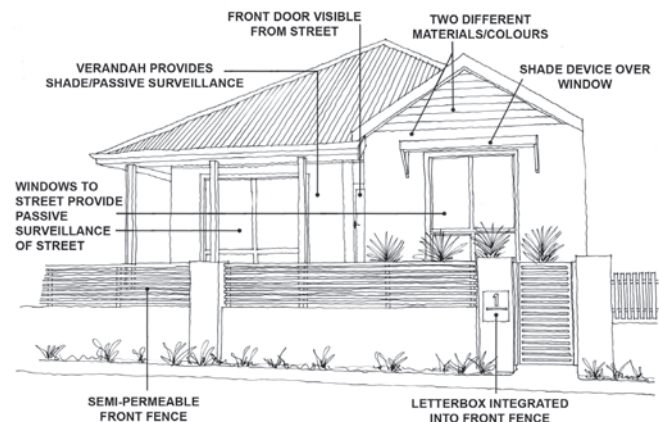 FRONT DOOR VISIBLE
FROM STREET
TWO DIFFERENT
MATERIALS/COLOURS
VERANDAH PROVIDES
SHADE/PASSIVE SURVEILLANCE
SHADE DEVICE OVER
WINDOW
WINDOWS TO
STREET PROVIDE
PASSIVE
SURVEILLANCE
OF STREET
1
SEMI-PERMEABLE
FRONT FENCE
LETTERBOX INTEGRATED
INTO FRONT FENCE